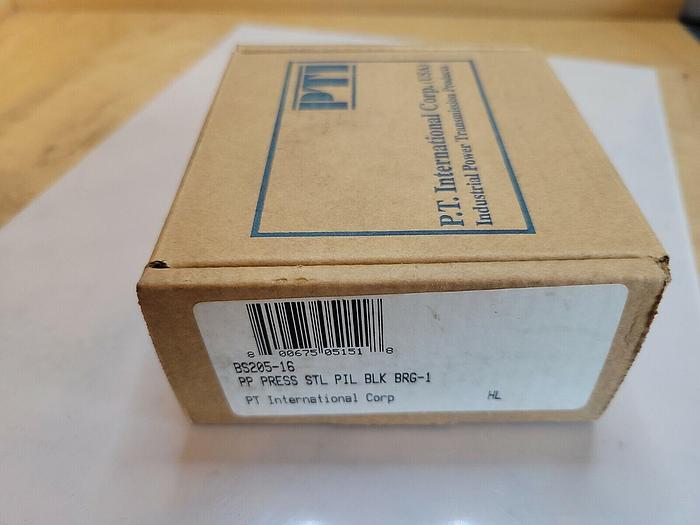 PTI
P.T. International Corp. (USA)
Industrial Power Transmission Products
8 00675 05151 8
BS205-16
PP PRESS STL PIL BLK BRG-1
PT International Corp HL